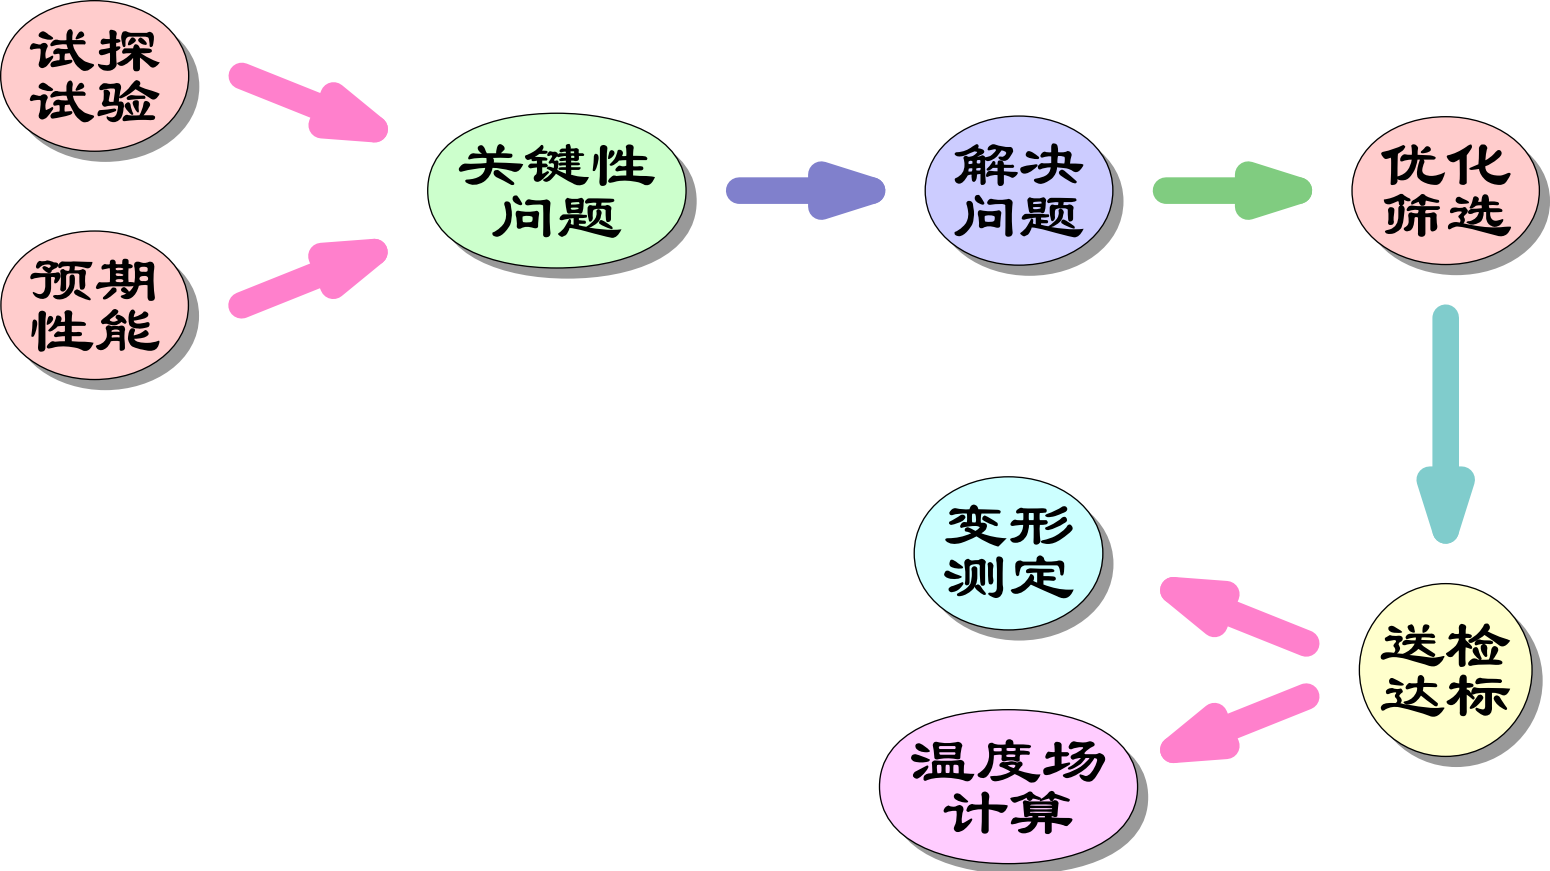 试探
试验
预期
性能
关键性
问题
解决
问题
优化
筛选
送检
达标
变形
测定
温度场
计算